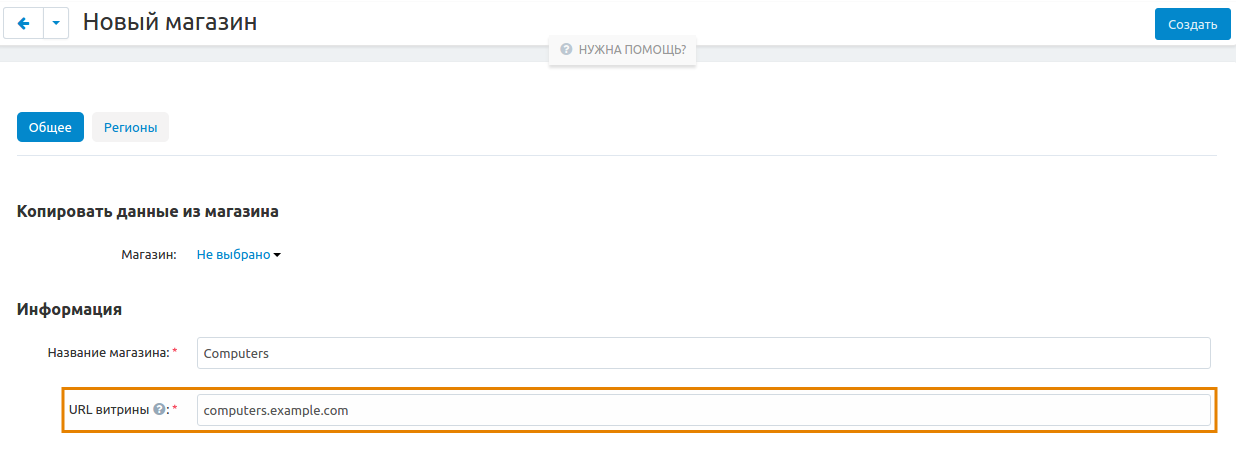 Новый магазин
Создать
? НУЖНА ПОМОЩЬ?
Общее Регионы
Копировать данные из магазина
Магазин: Не выбрано
Информация
Название магазина: * Computers
URL витрины ?: * computers.example.com